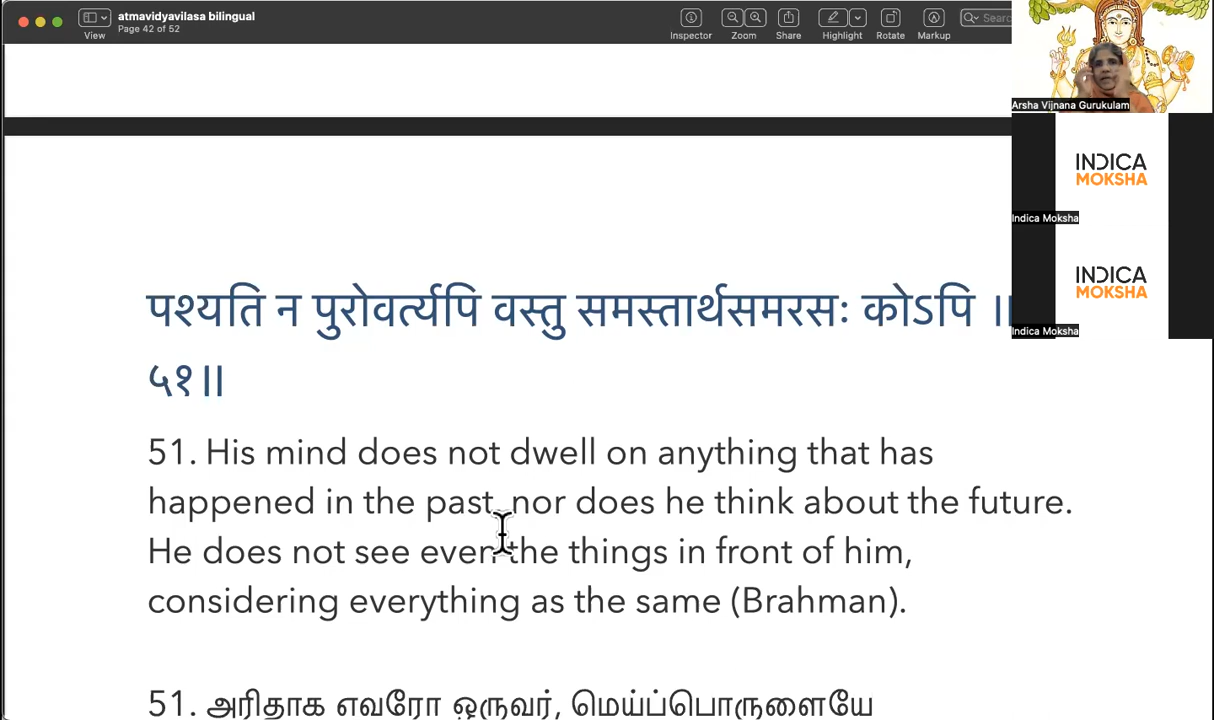 atmavidyavilasa bilingual
Page 42 of 52
View
Inspector
Zoom
Share
Highlight
Rotate
Markup
Arsha Vijnana Gurukulam
INDICA
MOKSHA
Indica Moksha
INDICA
MOKSHA
Indica Moksha
पश्यति न पुरोवर्त्यपि वस्तु समस्तार्थसमरसः कोऽपि ॥
५१॥
51. His mind does not dwell on anything that has
happened in the past, nor does he think about the future.
He does not see even the things in front of him,
considering everything as the same (Brahman).
51. அரிதாக எவரோ ஒருவர், மெய்ப்பொருளையே